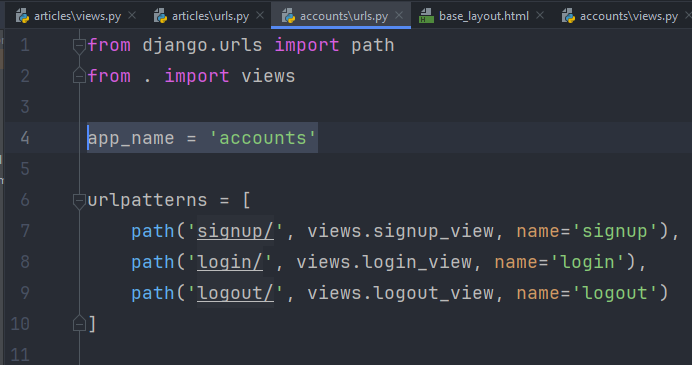 articles\views.py × articles\urls.py × accounts\urls.py × base_layout.html × accounts\views.py ×
1 from django.urls import path
2 from . import views
3
4 app_name = 'accounts'
5
6 urlpatterns = [
7 path('signup/', views.signup_view, name='signup'),
8 path('login/', views.login_view, name='login'),
9 path('logout/', views.logout_view, name='logout')
10 ]
11